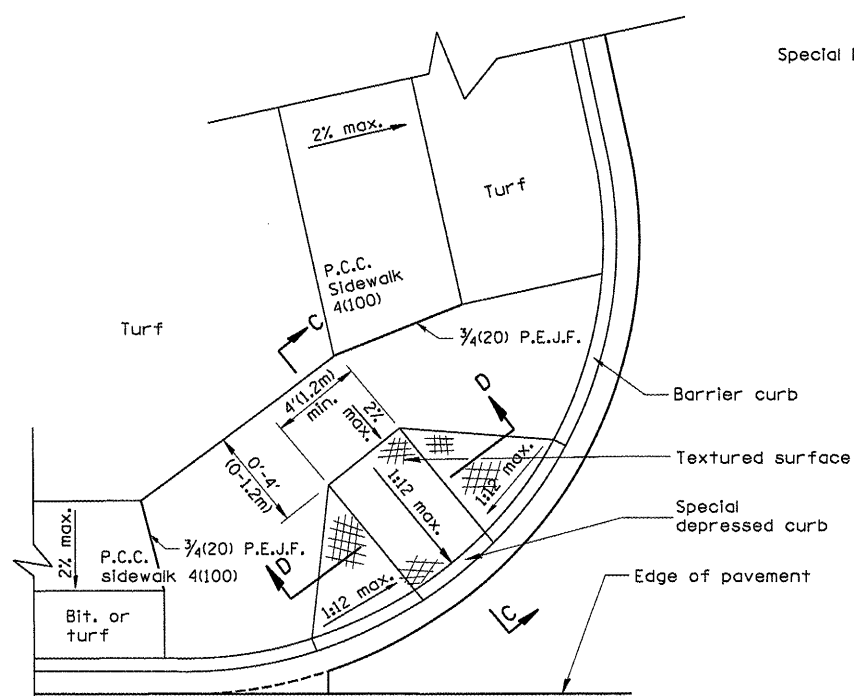 Special
2% max.
Turf
P.C.C.
Sidewalk
4(100)
Turf
C
3/4(20) P.E.J.F.
4'(1.2m)
min.
2%
max.
D
Barrier curb
0'-4'
(0-1.2m)
Textured surface
1:12 max.
1:12 max.
2% max.
3/4(20) P.E.J.F.
P.C.C.
sidewalk 4(100)
Special
depressed curb
D
1:12 max.
Edge of pavement
Bit. or
turf
C